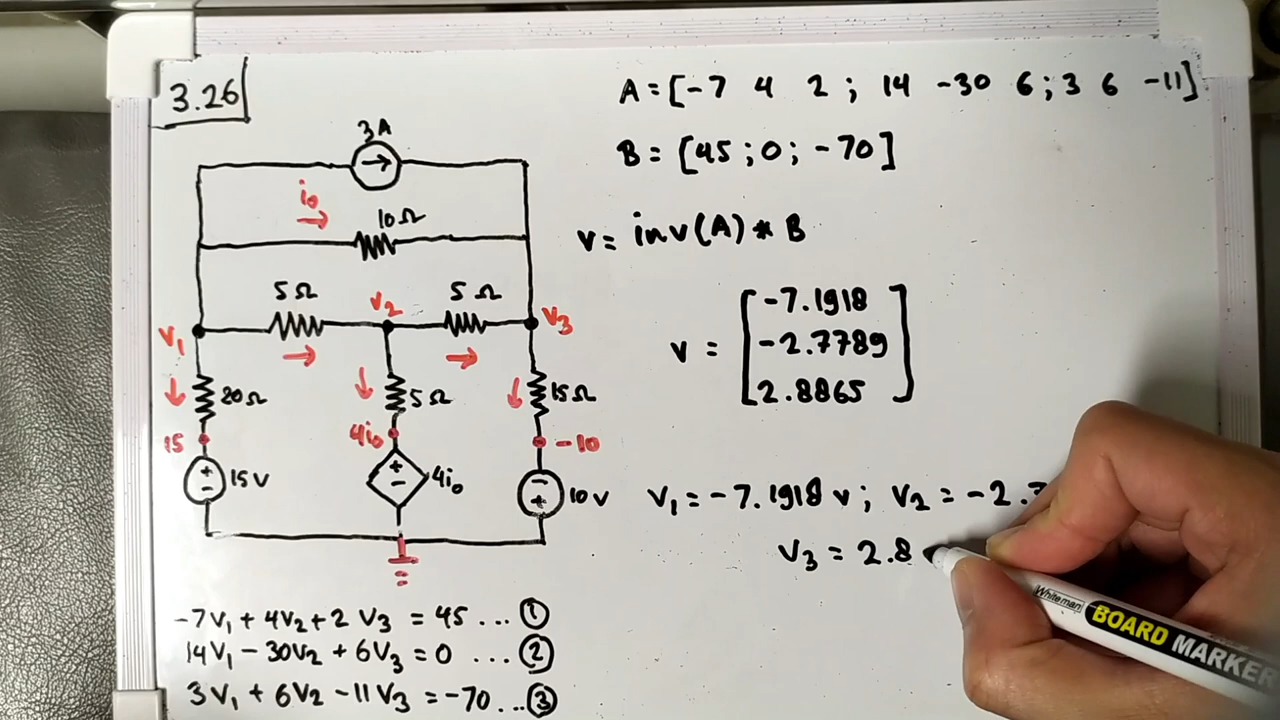 3.26
A = [-7 4 2 ; 14 -30 6 ; 3 6 -11]
B = [45 ; 0 ; -70]
v = inv(A) * B
v = [-7.1918
-2.7789
2.8865]
V₁ = -7.1918 v ; V₂ = -2.7
V₃ = 2.8
3A
i₀
10Ω
5Ω
5Ω
V₁
V₂
V₃
20Ω
5Ω
15Ω
15
4i₀
-10
15V
4i₀
10V
-7V₁ + 4V₂ + 2V₃ = 45 ... ①
14V₁ - 30V₂ + 6V₃ = 0 ... ②
3V₁ + 6V₂ - 11V₃ = -70 ... ③
Whiteman
BOARD MARKER